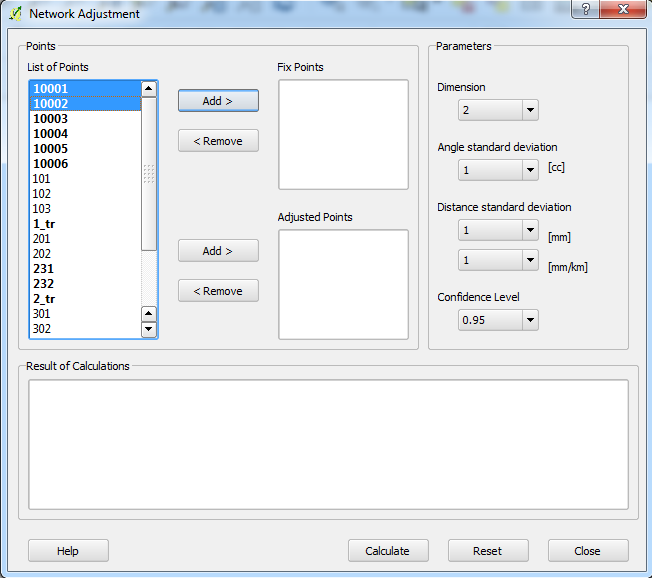 Network Adjustment
?
Points
List of Points
10001
10002
10003
10004
10005
10006
101
102
103
1_tr
201
202
231
232
2_tr
301
302
Add >
< Remove
Add >
< Remove
Fix Points
Adjusted Points
Parameters
Dimension
2
Angle standard deviation
1 [cc]
Distance standard deviation
1 [mm]
1 [mm/km]
Confidence Level
0.95
Result of Calculations
Help
Calculate
Reset
Close